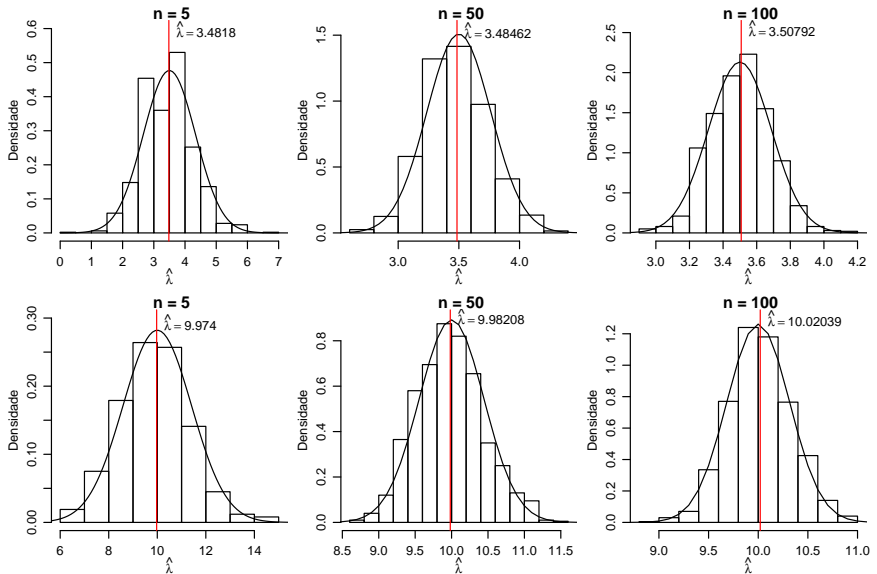 n = 5
λ̂ = 3.4818
Densidade
0.0 0.1 0.2 0.3 0.4 0.5 0.6
0 1 2 3 4 5 6 7
λ̂
n = 50
λ̂ = 3.48462
Densidade
0.0 0.5 1.0 1.5
3.0 3.5 4.0
λ̂
n = 100
λ̂ = 3.50792
Densidade
0.0 0.5 1.0 1.5 2.0 2.5
3.0 3.2 3.4 3.6 3.8 4.0 4.2
λ̂
n = 5
λ̂ = 9.974
Densidade
0.00 0.10 0.20 0.30
6 8 10 12 14
λ̂
n = 50
λ̂ = 9.98208
Densidade
0.0 0.2 0.4 0.6 0.8
8.5 9.0 9.5 10.0 10.5 11.0 11.5
λ̂
n = 100
λ̂ = 10.02039
Densidade
0.0 0.2 0.4 0.6 0.8 1.0 1.2
9.0 9.5 10.0 10.5 11.0
λ̂